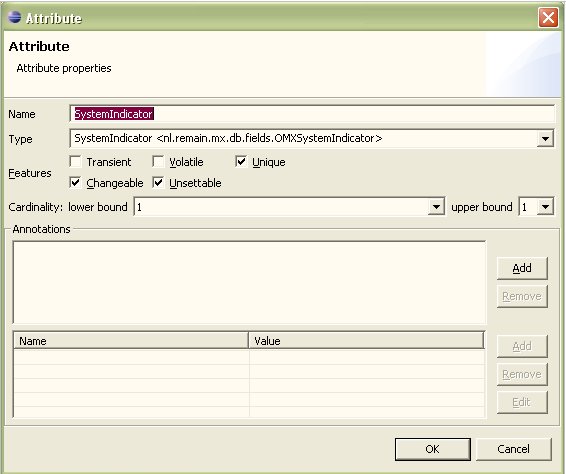 Attribute
Attribute
Attribute properties
Name SystemIndicator
Type SystemIndicator <nl.remain.mx.db.fields.OMXSystemIndicator>
Features Transient Volatile Unique
Changeable Unsettable
Cardinality: lower bound 1 upper bound 1
Annotations
Add
Remove
Name Value
Add
Remove
Edit
OK Cancel